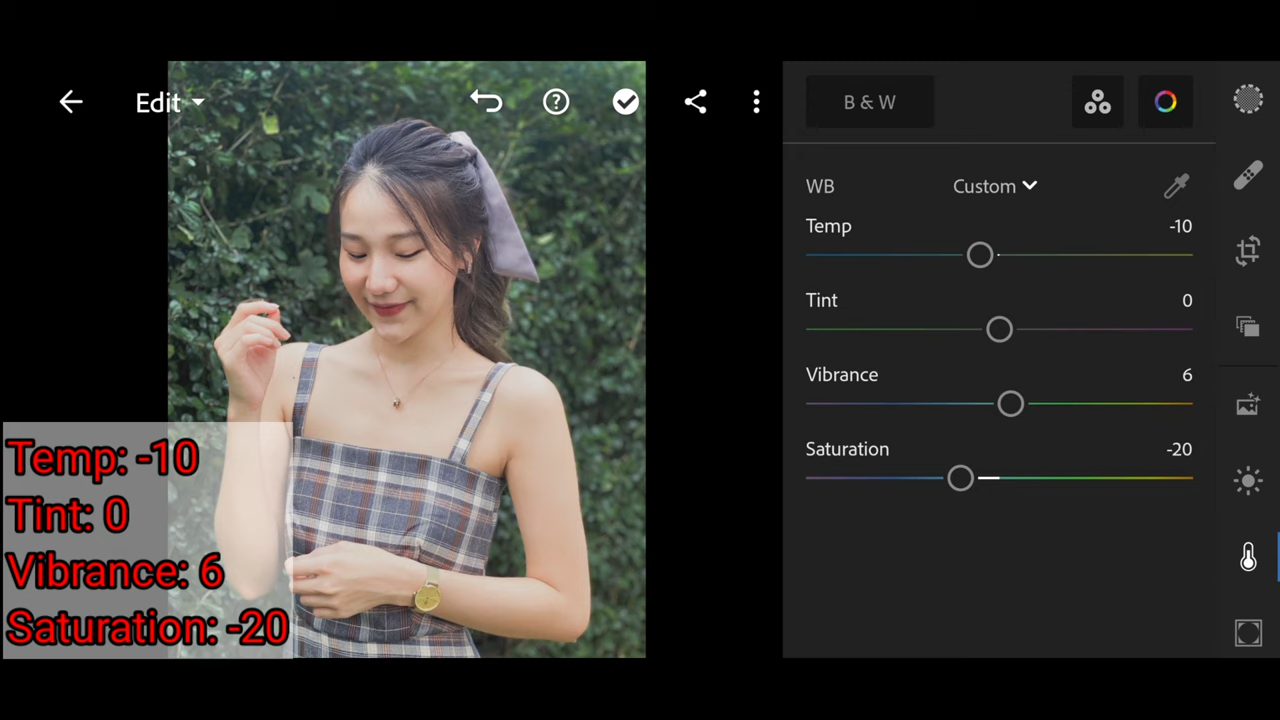 Edit
B & W
WB Custom
Temp -10
Tint 0
Vibrance 6
Saturation -20
Temp: -10
Tint: 0
Vibrance: 6
Saturation: -20